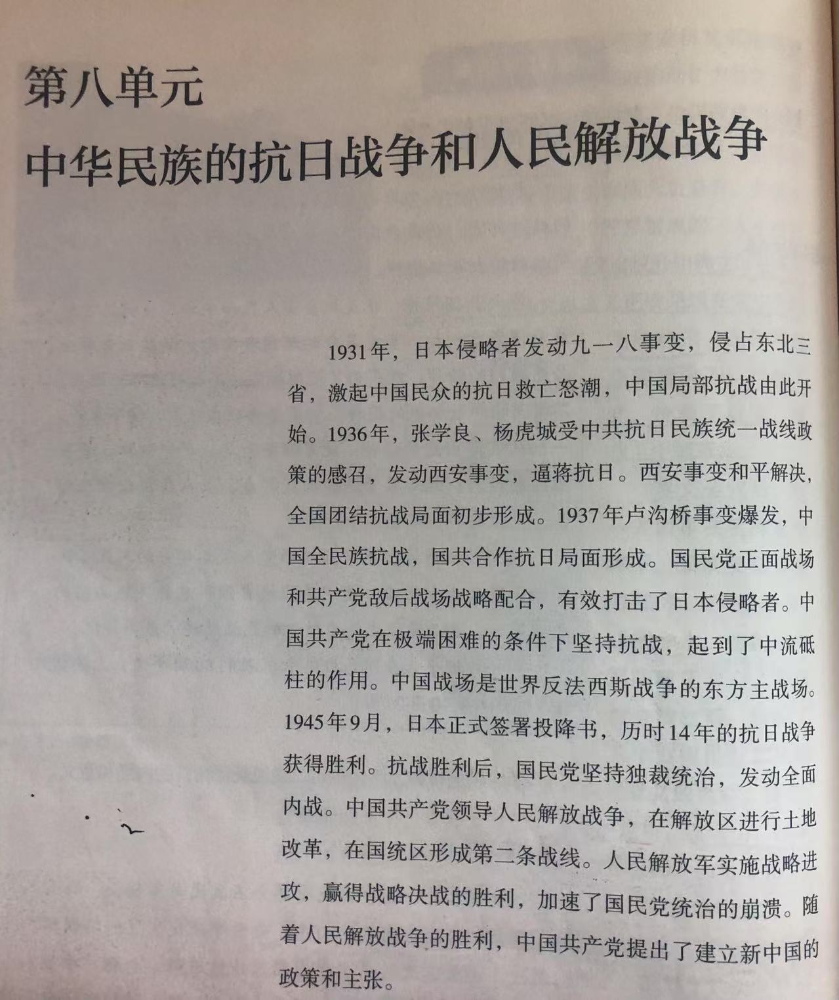 第八单元
中华民族的抗日战争和人民解放战争
1931年，日本侵略者发动九一八事变，侵占东北三
省，激起中国民众的抗日救亡怒潮，中国局部抗战由此开
始。1936年，张学良、杨虎城受中共抗日民族统一战线政
策的感召，发动西安事变，逼蒋抗日。西安事变和平解决，
全国团结抗战局面初步形成。1937年卢沟桥事变爆发，中
国全民族抗战，国共合作抗日局面形成。国民党正面战场
和共产党敌后战场战略配合，有效打击了日本侵略者。中
国共产党在极端困难的条件下坚持抗战，起到了中流砥
柱的作用。中国战场是世界反法西斯战争的东方主战场。
1945年9月，日本正式签署投降书，历时14年的抗日战争
获得胜利。抗战胜利后，国民党坚持独裁统治，发动全面
内战。中国共产党领导人民解放战争，在解放区进行土地
改革，在国统区形成第二条战线。人民解放军实施战略进
攻，赢得战略决战的胜利，加速了国民党统治的崩溃。随
着人民解放战争的胜利，中国共产党提出了建立新中国的
政策和主张。